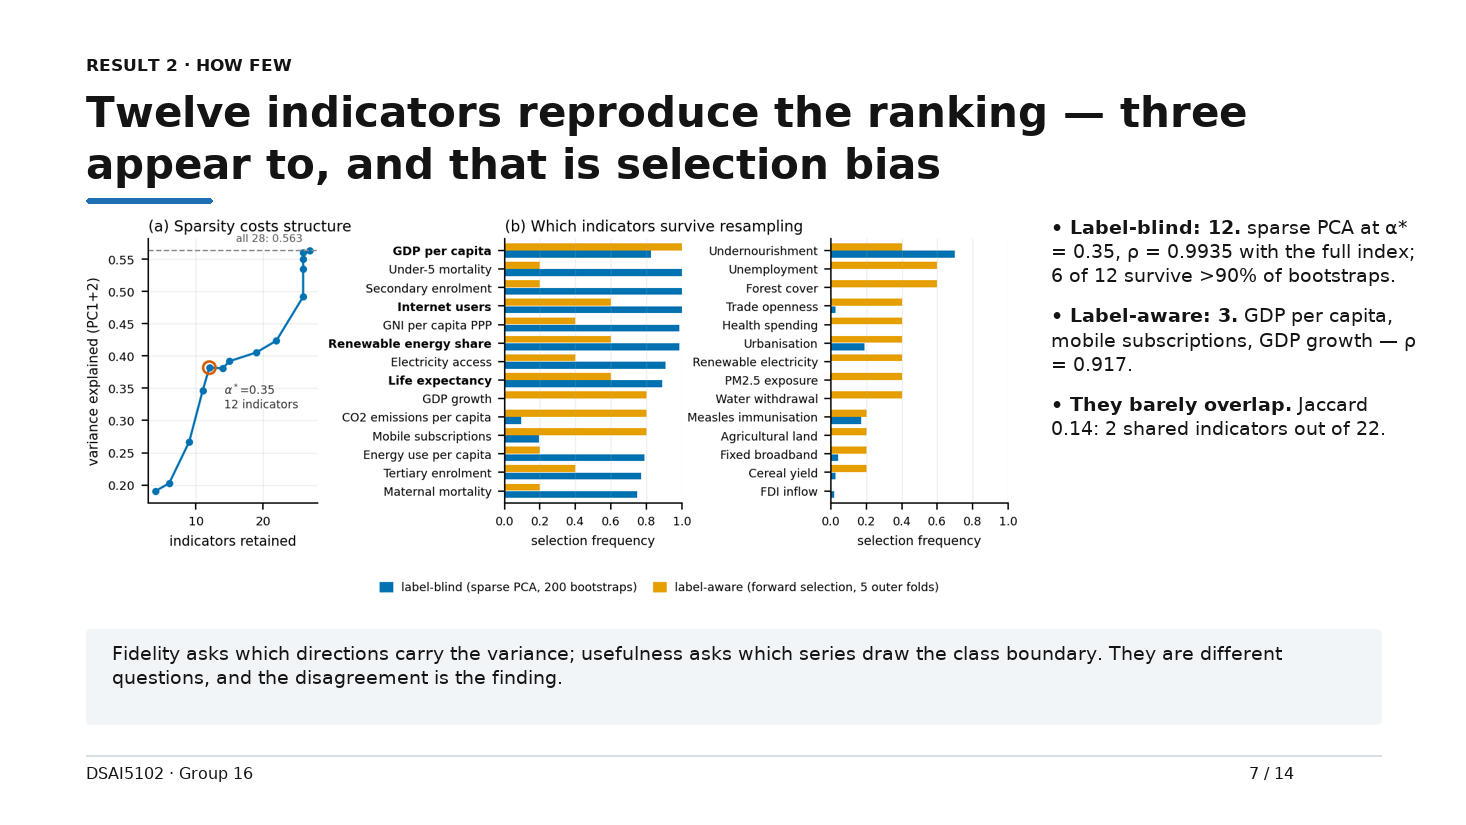 RESULT 2 · HOW FEW
Twelve indicators reproduce the ranking — three
appear to, and that is selection bias
(a) Sparsity costs structure
all 28: 0.563
variance explained (PC1+2)
0.55
0.50
0.45
0.40
0.35
0.30
0.25
0.20
α*=0.35
12 indicators
10 20
indicators retained
(b) Which indicators survive resampling
GDP per capita
Under-5 mortality
Secondary enrolment
Internet users
GNI per capita PPP
Renewable energy share
Electricity access
Life expectancy
GDP growth
CO2 emissions per capita
Mobile subscriptions
Energy use per capita
Tertiary enrolment
Maternal mortality
0.0 0.2 0.4 0.6 0.8 1.0
selection frequency
Undernourishment
Unemployment
Forest cover
Trade openness
Health spending
Urbanisation
Renewable electricity
PM2.5 exposure
Water withdrawal
Measles immunisation
Agricultural land
Fixed broadband
Cereal yield
FDI inflow
0.0 0.2 0.4 0.6 0.8 1.0
selection frequency
label-blind (sparse PCA, 200 bootstraps) label-aware (forward selection, 5 outer folds)
• Label-blind: 12. sparse PCA at α*
= 0.35, ρ = 0.9935 with the full index;
6 of 12 survive >90% of bootstraps.
• Label-aware: 3. GDP per capita,
mobile subscriptions, GDP growth — ρ
= 0.917.
• They barely overlap. Jaccard
0.14: 2 shared indicators out of 22.
Fidelity asks which directions carry the variance; usefulness asks which series draw the class boundary. They are different
questions, and the disagreement is the finding.
DSAI5102 · Group 16
7 / 14